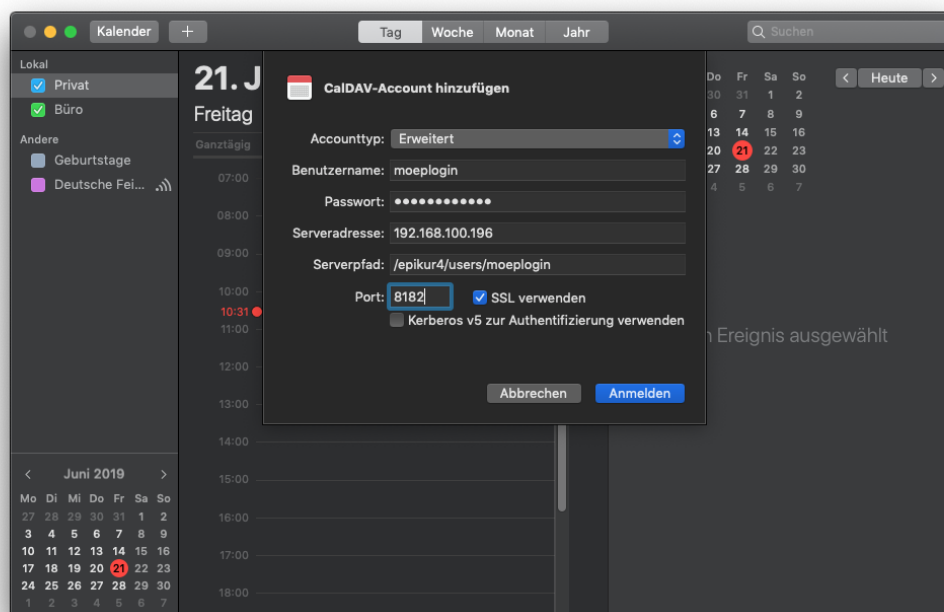 Kalender
+
Tag Woche Monat Jahr
Suchen
Lokal
Privat
Büro
Andere
Geburtstage
Deutsche Fei...
Juni 2019
Mo Di Mi Do Fr Sa So
27 28 29 30 31 1 2
3 4 5 6 7 8 9
10 11 12 13 14 15 16
17 18 19 20 21 22 23
24 25 26 27 28 29 30
1 2 3 4 5 6 7
21. J
Freitag
Ganztägig
07:00
08:00
09:00
10:00
10:31
11:00
12:00
13:00
14:00
15:00
16:00
17:00
18:00
CalDAV-Account hinzufügen
Accounttyp: Erweitert
Benutzername: moeplogin
Passwort: ••••••••••••
Serveradresse: 192.168.100.196
Serverpfad: /epikur4/users/moeplogin
Port: 8182 SSL verwenden
Kerberos v5 zur Authentifizierung verwenden
Abbrechen Anmelden
Do Fr Sa So
30 31 1 2
6 7 8 9
13 14 15 16
20 21 22 23
27 28 29 30
4 5 6 7
< Heute >
n Ereignis ausgewählt